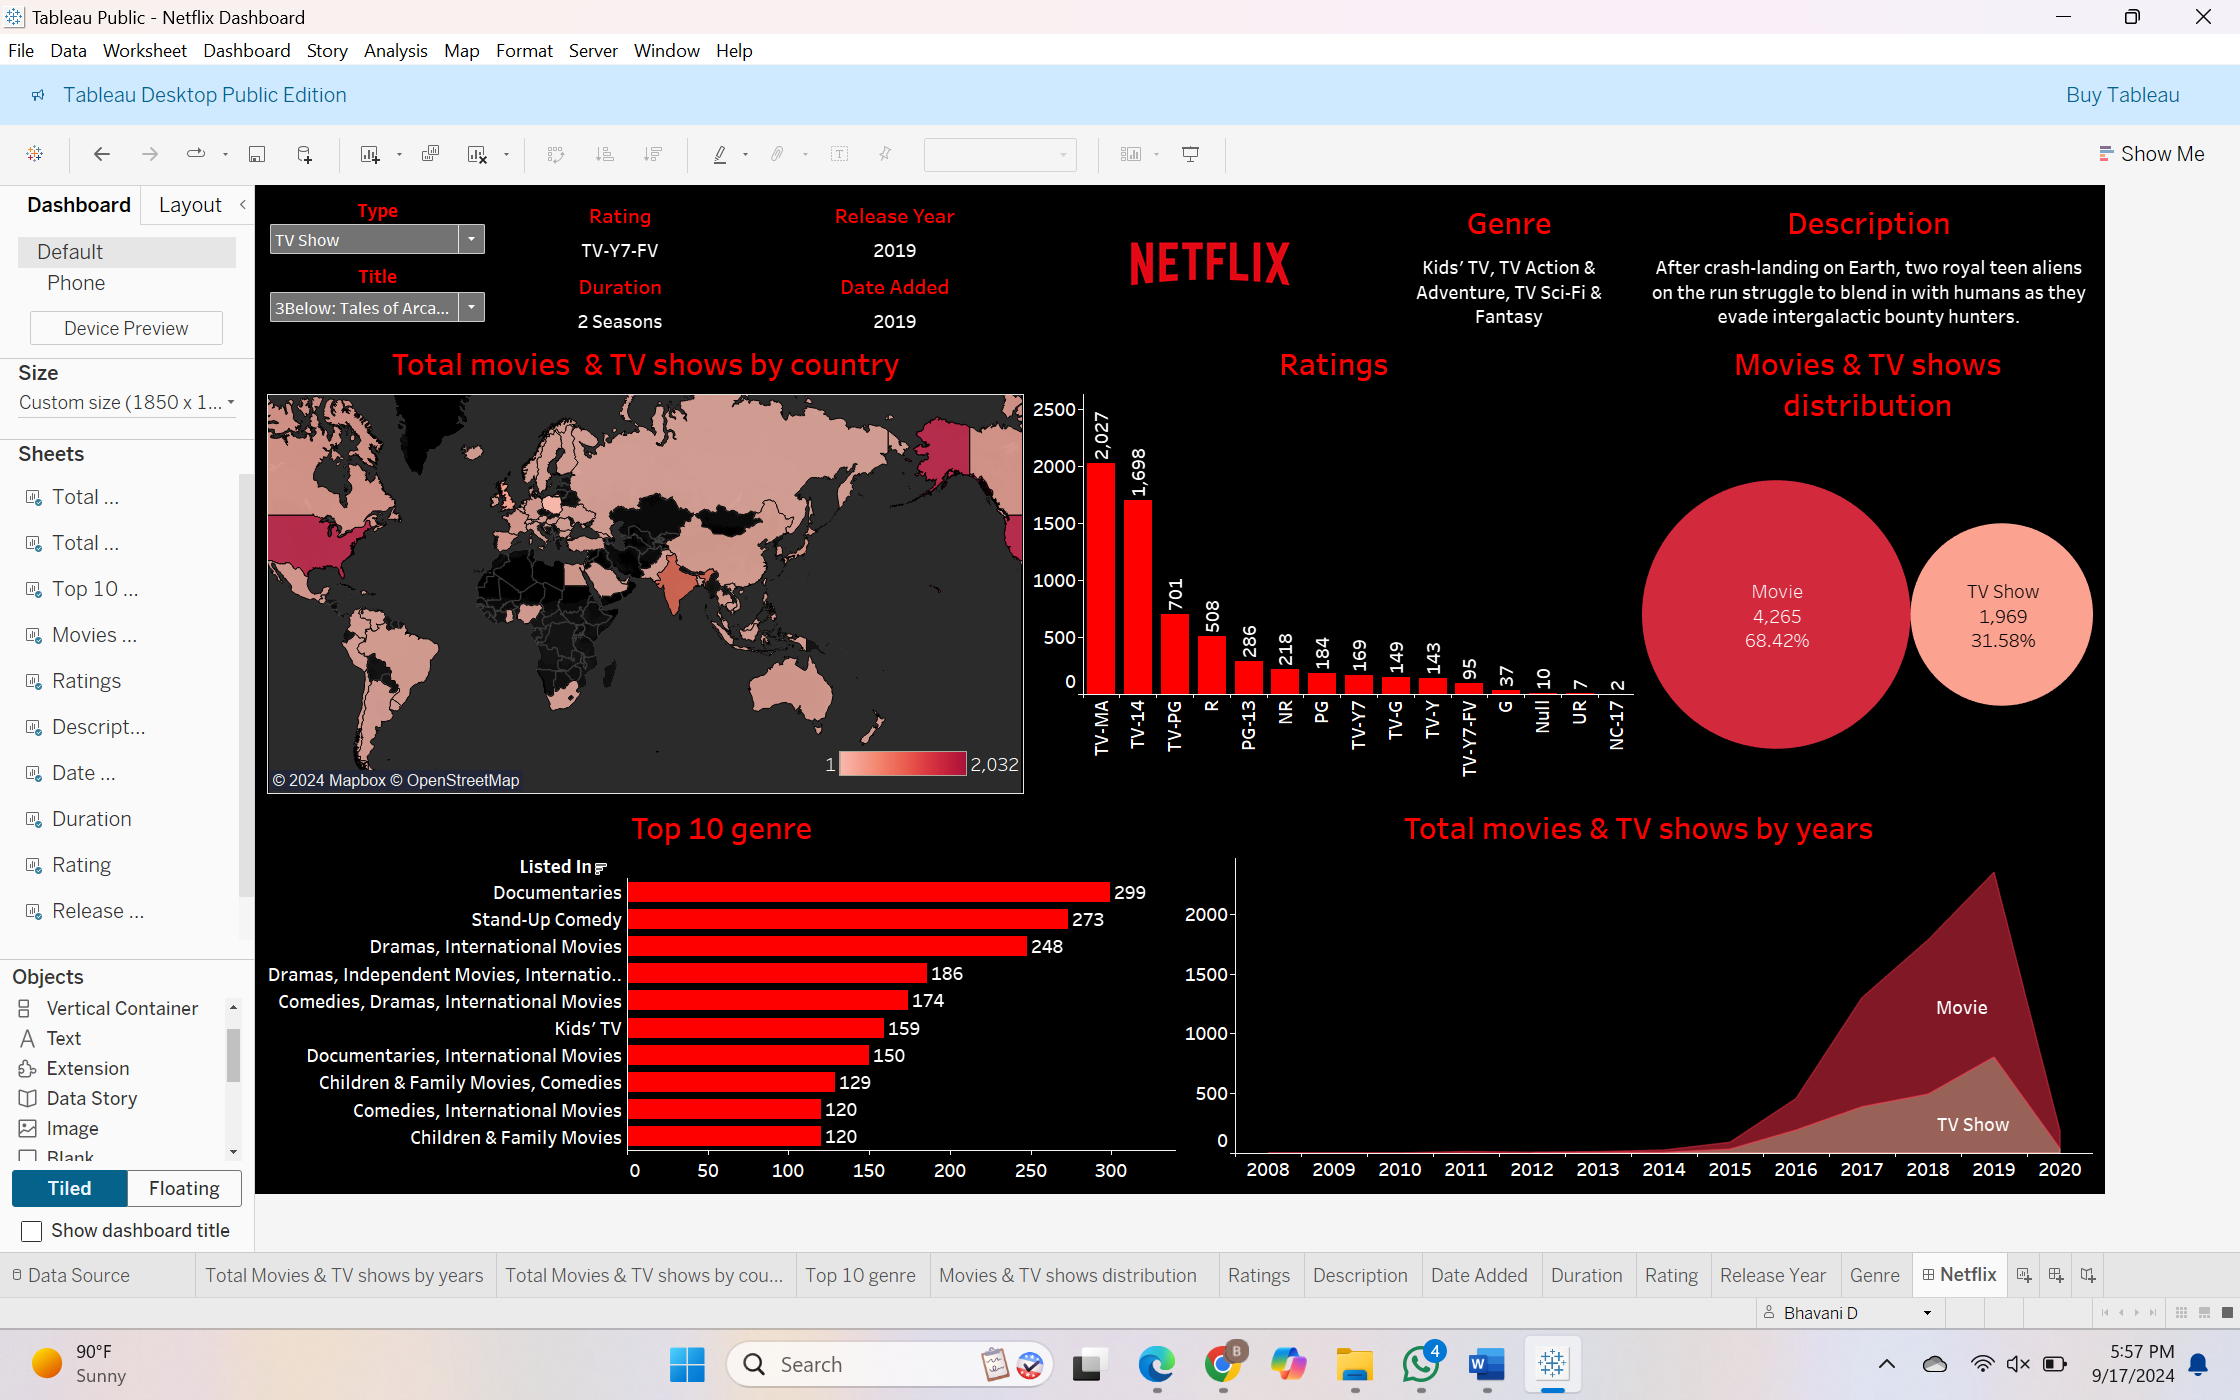 Tableau Public - Netflix Dashboard
File Data Worksheet Dashboard Story Analysis Map Format Server Window Help
Tableau Desktop Public Edition
Buy Tableau
Show Me
Dashboard Layout
Default
Phone
Device Preview
Size
Custom size (1850 x 1...
Sheets
Total ...
Total ...
Top 10 ...
Movies ...
Ratings
Descript...
Date ...
Duration
Rating
Release ...
Objects
Vertical Container
Text
Extension
Data Story
Image
Blank
Tiled Floating
Show dashboard title
Type
TV Show
Title
3Below: Tales of Arca...
Rating
TV-Y7-FV
Duration
2 Seasons
Release Year
2019
Date Added
2019
NETFLIX
Genre
Kids' TV, TV Action &
Adventure, TV Sci-Fi &
Fantasy
Description
After crash-landing on Earth, two royal teen aliens
on the run struggle to blend in with humans as they
evade intergalactic bounty hunters.
Total movies & TV shows by country
© 2024 Mapbox © OpenStreetMap
1 2,032
Ratings
2500
2000
1500
1000
500
0
2,027 1,698 701 508 286 218 184 169 149 143 95 37 10 7 2
TV-MA TV-14 TV-PG R PG-13 NR PG TV-Y7 TV-G TV-Y TV-Y7-FV G Null UR NC-17
Movies & TV shows
distribution
Movie
4,265
68.42%
TV Show
1,969
31.58%
Top 10 genre
Listed In
Documentaries 299
Stand-Up Comedy 273
Dramas, International Movies 248
Dramas, Independent Movies, Internatio.. 186
Comedies, Dramas, International Movies 174
Kids' TV 159
Documentaries, International Movies 150
Children & Family Movies, Comedies 129
Comedies, International Movies 120
Children & Family Movies 120
0 50 100 150 200 250 300
Total movies & TV shows by years
2000
1500
1000
500
0
Movie
TV Show
2008 2009 2010 2011 2012 2013 2014 2015 2016 2017 2018 2019 2020
Data Source Total Movies & TV shows by years Total Movies & TV shows by cou... Top 10 genre Movies & TV shows distribution Ratings Description Date Added Duration Rating Release Year Genre Netflix
Bhavani D
90°F
Sunny
Search
B
4
5:57 PM
9/17/2024